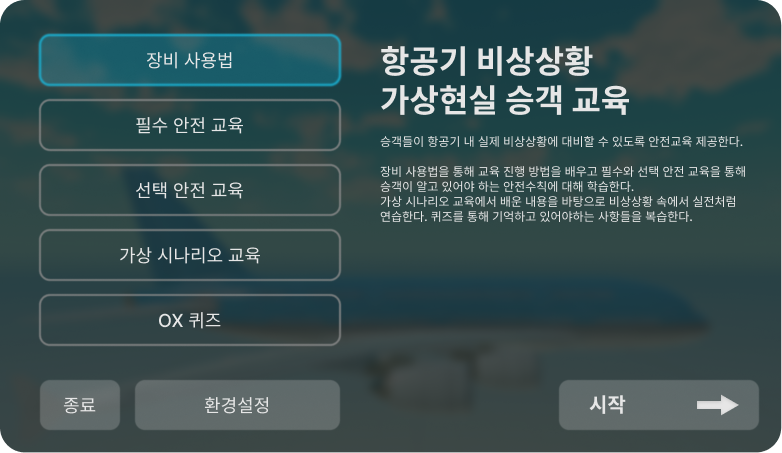 장비 사용법
필수 안전 교육
선택 안전 교육
가상 시나리오 교육
OX 퀴즈
종료
환경설정
항공기 비상상황
가상현실 승객 교육
승객들이 항공기 내 실제 비상상황에 대비할 수 있도록 안전교육 제공한다.
장비 사용법을 통해 교육 진행 방법을 배우고 필수와 선택 안전 교육을 통해
승객이 알고 있어야 하는 안전수칙에 대해 학습한다.
가상 시나리오 교육에서 배운 내용을 바탕으로 비상상황 속에서 실전처럼
연습한다. 퀴즈를 통해 기억하고 있어야하는 사항들을 복습한다.
시작